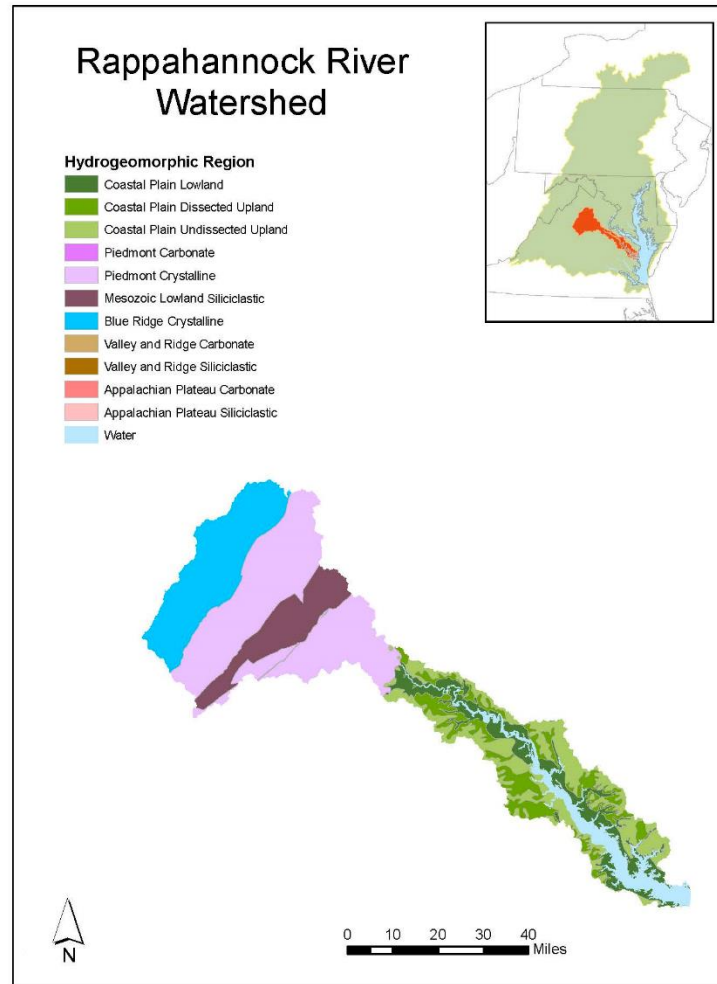 Rappahannock River
Watershed
Hydrogeomorphic Region
Coastal Plain Lowland
Coastal Plain Dissected Upland
Coastal Plain Undissected Upland
Piedmont Carbonate
Piedmont Crystalline
Mesozoic Lowland Siliciclastic
Blue Ridge Crystalline
Valley and Ridge Carbonate
Valley and Ridge Siliciclastic
Appalachian Plateau Carbonate
Appalachian Plateau Siliciclastic
Water
N
0 10 20 30 40
Miles